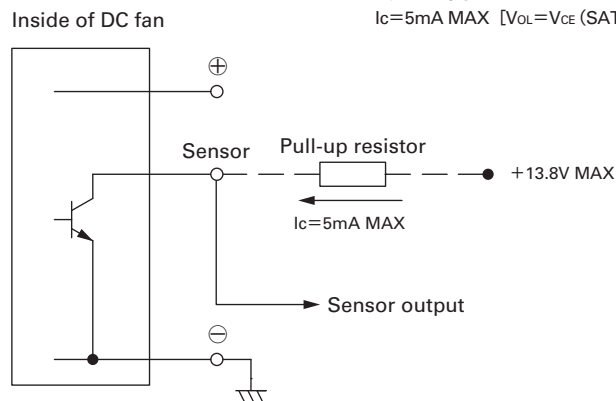 Ic=5mA MAX [VOL=VCE (SAT
Inside of DC fan
⊕
Sensor
Pull-up resistor
+13.8V MAX
Ic=5mA MAX
Sensor output
⊖